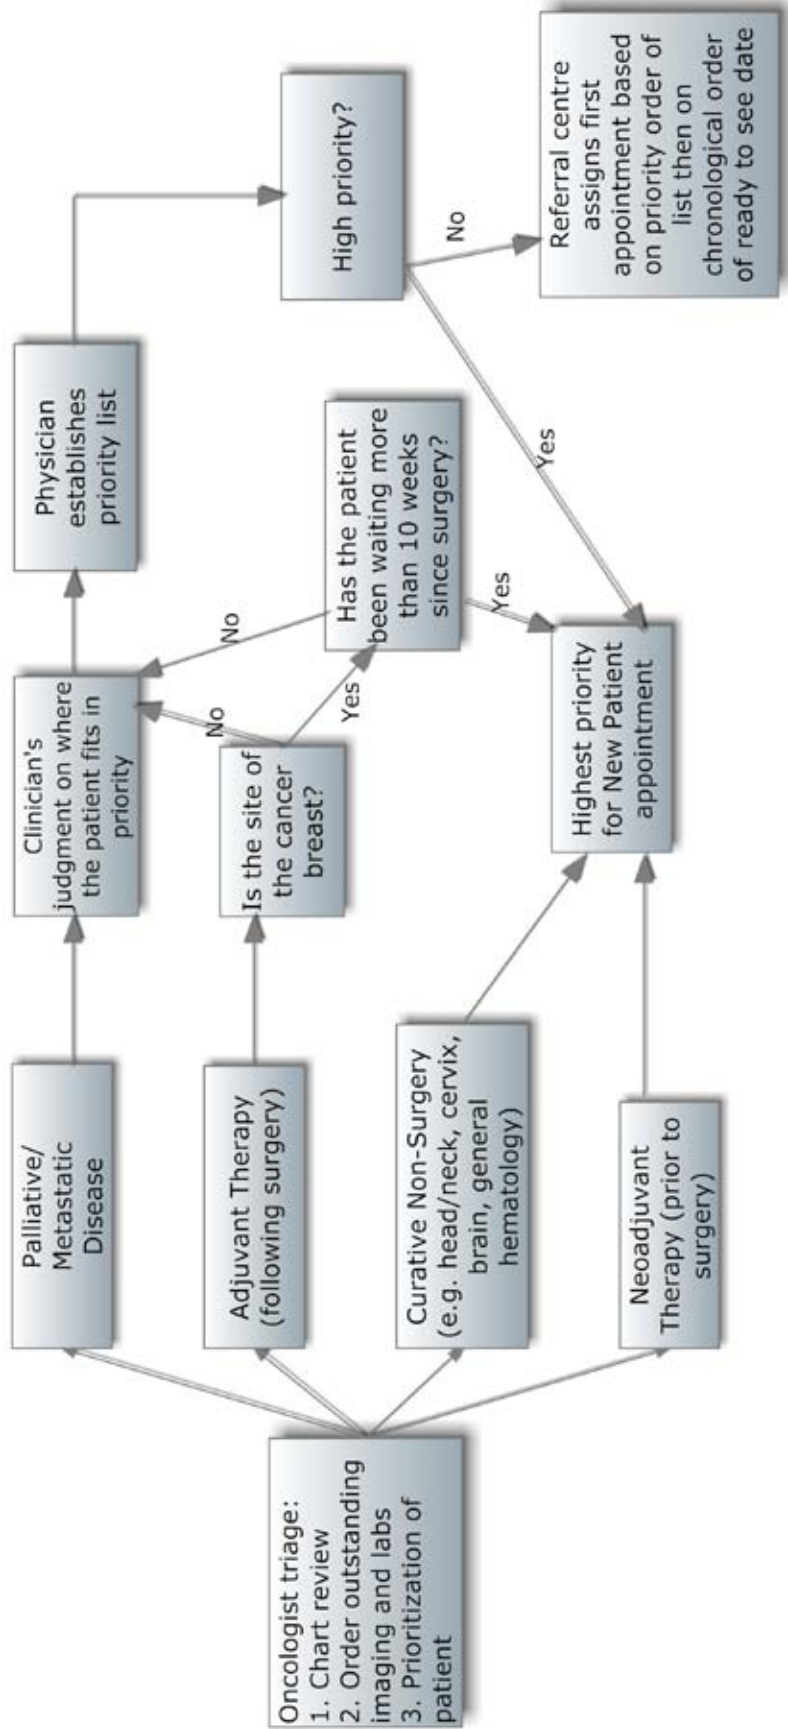 Oncologist triage:
1. Chart review
2. Order outstanding
imaging and labs
3. Prioritization of
patient
Palliative/
Metastatic
Disease
Adjuvant Therapy
(following surgery)
Curative Non-Surgery
(e.g. head/neck, cervix,
brain, general
hematology)
Neoadjuvant
Therapy (prior to
surgery)
Clinician's
judgment on where
the patient fits in
priority
Is the site of
the cancer
breast?
No
Yes
No
Has the patient
been waiting more
than 10 weeks
since surgery?
Yes
Highest priority
for New Patient
appointment
Physician
establishes
priority list
High priority?
Yes
No
Referral centre
assigns first
appointment based
on priority order of
list then on
chronological order
of ready to see date